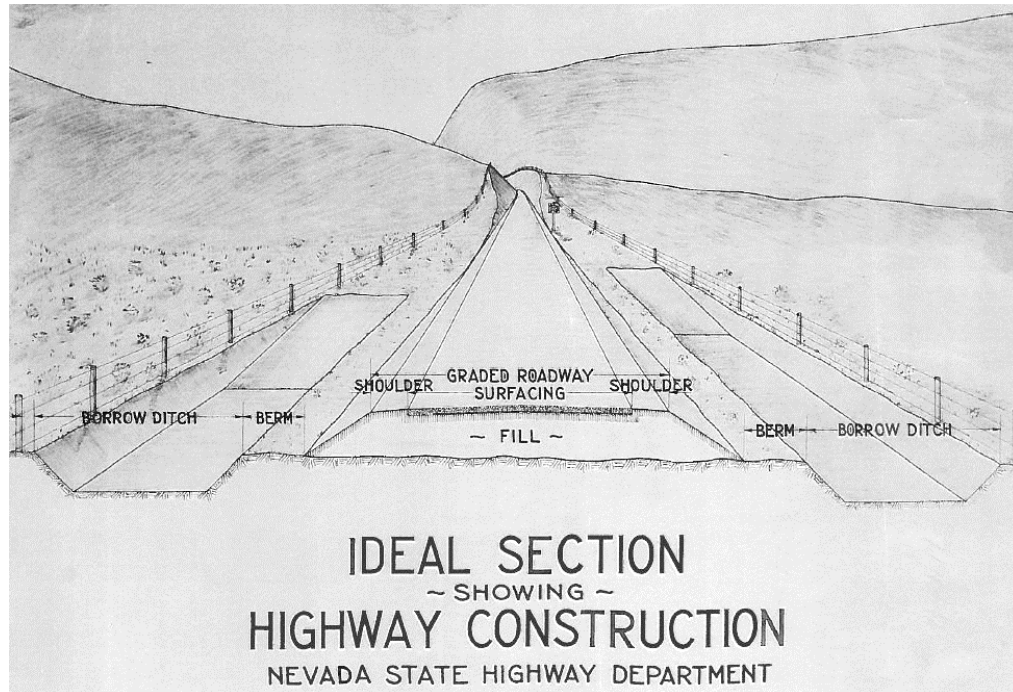 GRADED ROADWAY
SHOULDER SURFACING SHOULDER
BORROW DITCH BERM BERM BORROW DITCH
~ FILL ~
IDEAL SECTION
~ SHOWING ~
HIGHWAY CONSTRUCTION
NEVADA STATE HIGHWAY DEPARTMENT